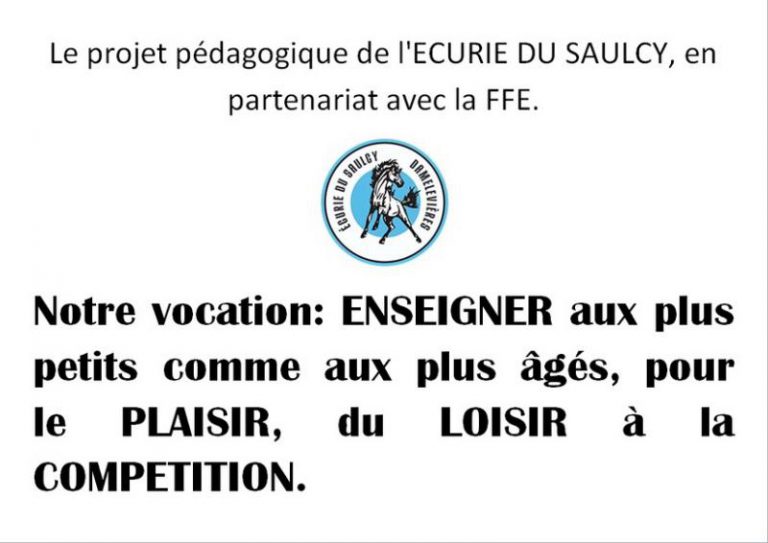 Le projet pédagogique de l'ECURIE DU SAULCY, en
partenariat avec la FFE.
ÉCURIE DU SAULCY DAMELEVIÈRES
Notre vocation: ENSEIGNER aux plus
petits comme aux plus âgés, pour
le PLAISIR, du LOISIR à la
COMPETITION.